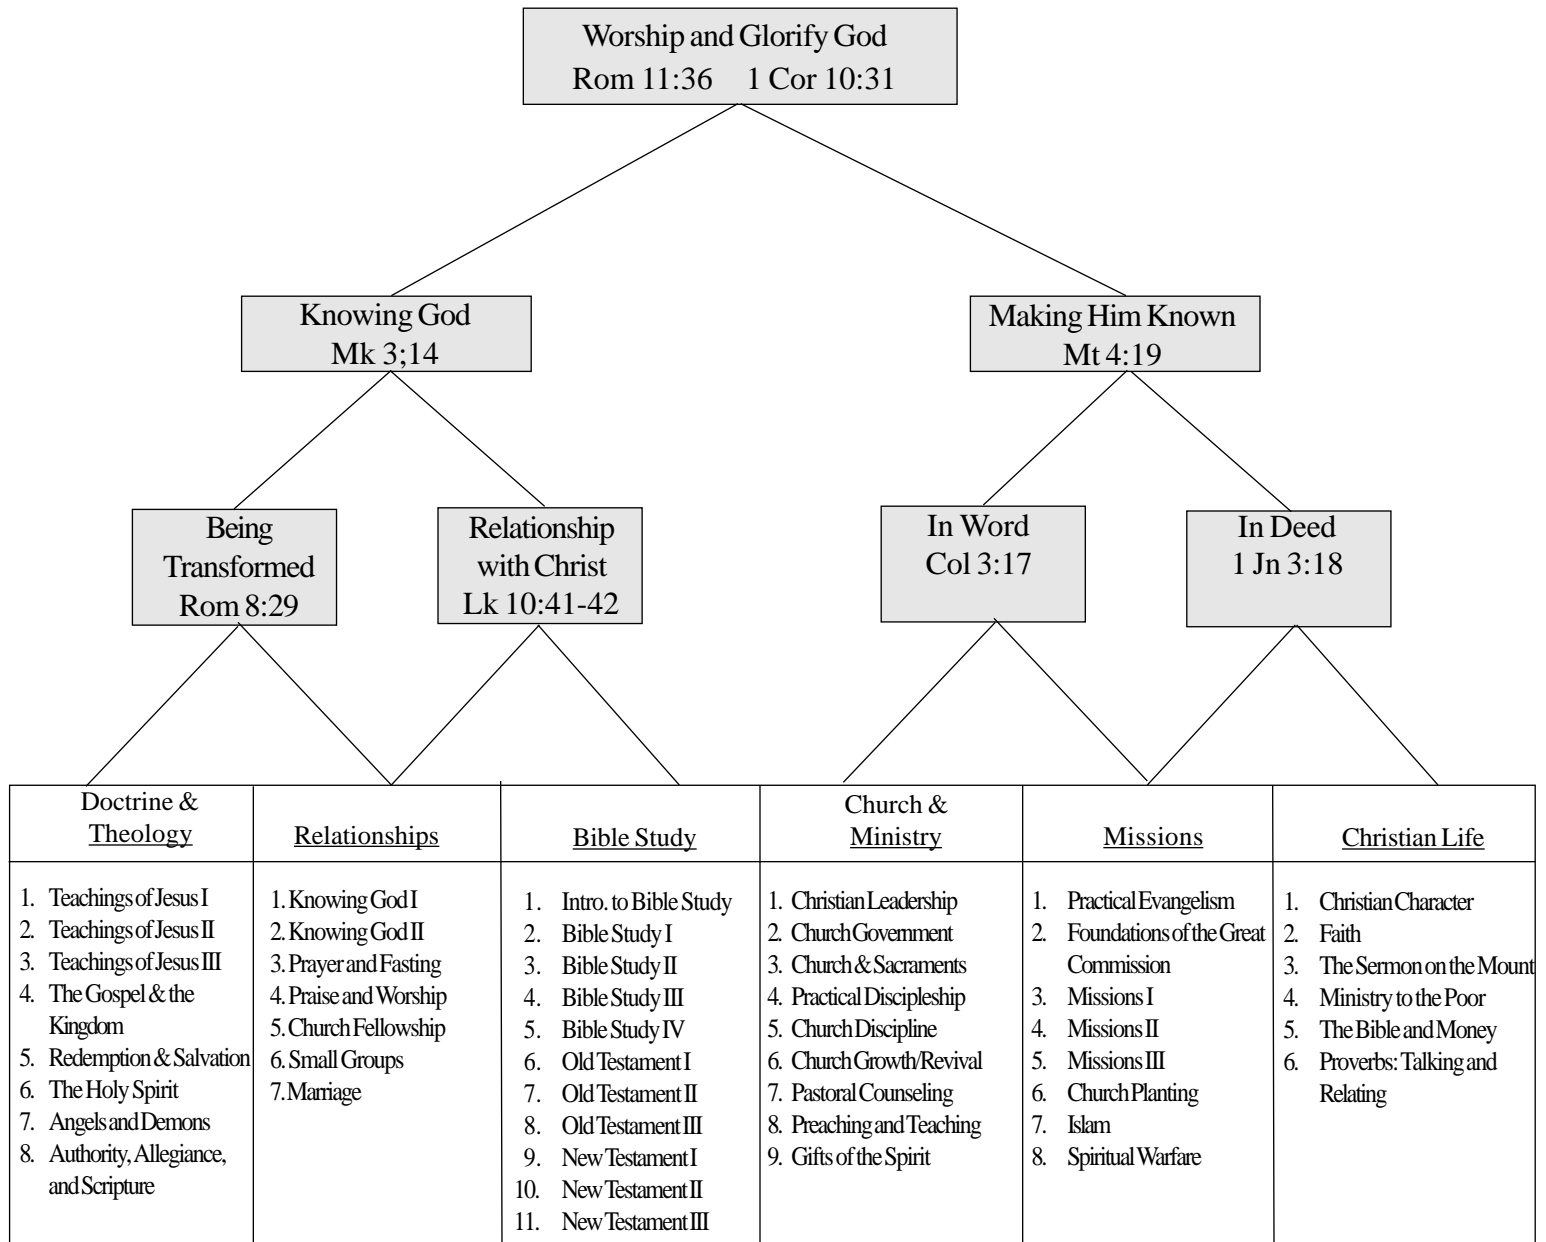 Worship and Glorify God
Rom 11:36 1 Cor 10:31
Knowing God
Mk 3;14
Making Him Known
Mt 4:19
Being
Transformed
Rom 8:29
Relationship
with Christ
Lk 10:41-42
In Word
Col 3:17
In Deed
1 Jn 3:18
Doctrine &
Theology
1. Teachings of Jesus I
2. Teachings of Jesus II
3. Teachings of Jesus III
4. The Gospel & the
Kingdom
5. Redemption & Salvation
6. The Holy Spirit
7. Angels and Demons
8. Authority, Allegiance,
and Scripture
Relationships
1. Knowing God I
2. Knowing God II
3. Prayer and Fasting
4. Praise and Worship
5. Church Fellowship
6. Small Groups
7. Marriage
Bible Study
1. Intro. to Bible Study
2. Bible Study I
3. Bible Study II
4. Bible Study III
5. Bible Study IV
6. Old Testament I
7. Old Testament II
8. Old Testament III
9. New Testament I
10. New Testament II
11. New Testament III
Church &
Ministry
1. Christian Leadership
2. Church Government
3. Church & Sacraments
4. Practical Discipleship
5. Church Discipline
6. Church Growth/Revival
7. Pastoral Counseling
8. Preaching and Teaching
9. Gifts of the Spirit
Missions
1. Practical Evangelism
2. Foundations of the Great
Commission
3. Missions I
4. Missions II
5. Missions III
6. Church Planting
7. Islam
8. Spiritual Warfare
Christian Life
1. Christian Character
2. Faith
3. The Sermon on the Mount
4. Ministry to the Poor
5. The Bible and Money
6. Proverbs: Talking and
Relating